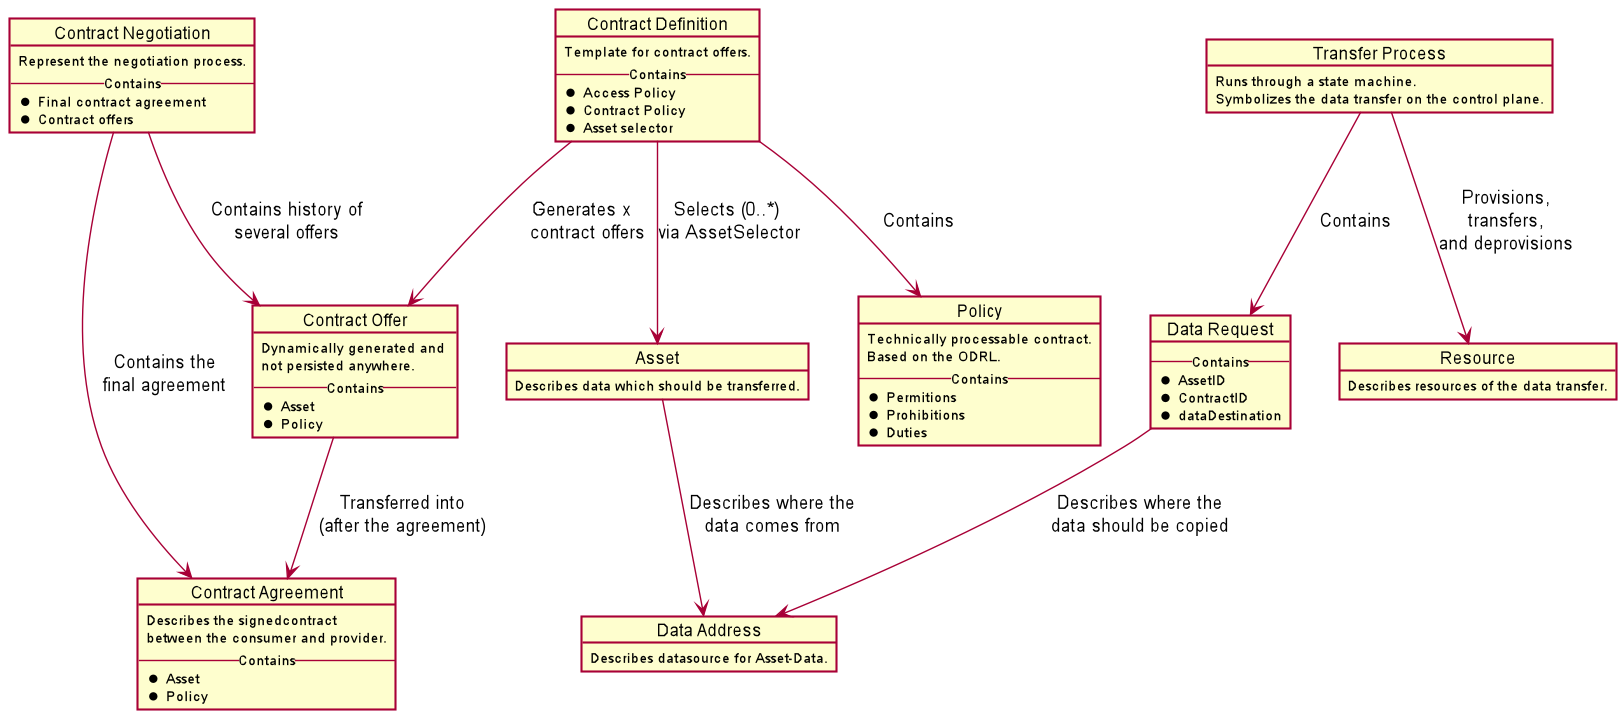 Contract Negotiation
Represent the negotiation process.
Contains
Final contract agreement
Contract offers
Contract Definition
Template for contract offers.
Contains
Access Policy
Contract Policy
Asset selector
Transfer Process
Runs through a state machine.
Symbolizes the data transfer on the control plane.
Contains history of
several offers
Generates x
contract offers
Selects (0..*)
via AssetSelector
Contains
Contains
Provisions,
transfers,
and deprovisions
Contains the
final agreement
Contract Offer
Dynamically generated and
not persisted anywhere.
Contains
Asset
Policy
Asset
Describes data which should be transferred.
Policy
Technically processable contract.
Based on the ODRL.
Contains
Permitions
Prohibitions
Duties
Data Request
Contains
AssetID
ContractID
dataDestination
Resource
Describes resources of the data transfer.
Transferred into
(after the agreement)
Describes where the
data comes from
Describes where the
data should be copied
Contract Agreement
Describes the signedcontract
between the consumer and provider.
Contains
Asset
Policy
Data Address
Describes datasource for Asset-Data.